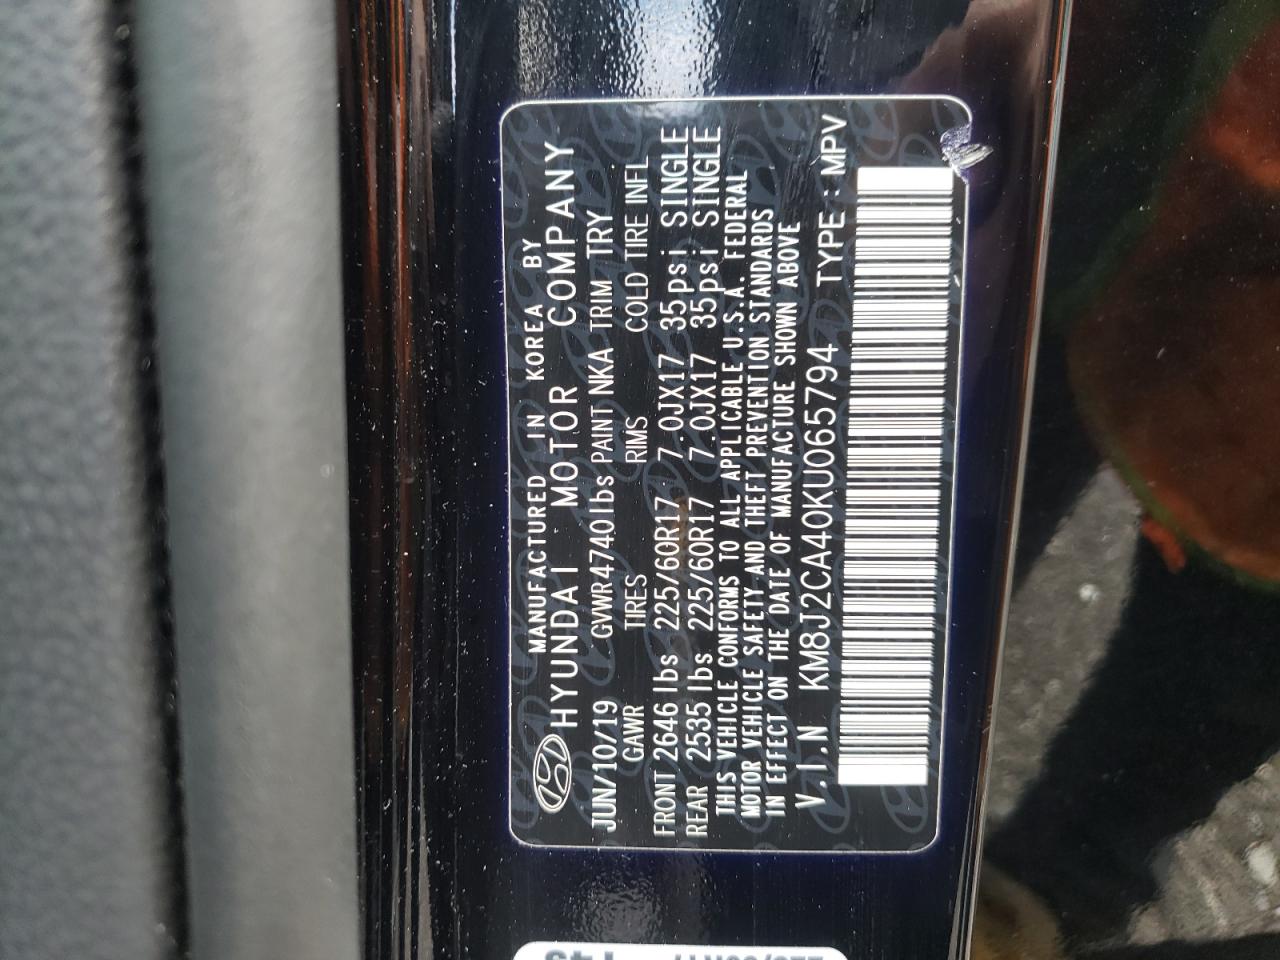 MANUFACTURED IN KOREA BY
HYUNDAI MOTOR COMPANY
JUN/10/19 GVWR4740lbs PAINT NKA TRIM TRY
GAWR TIRES RIMS COLD TIRE INFL
FRONT 2646 lbs 225/60R17 7.0JX17 35psi SINGLE
REAR 2535 lbs 225/60R17 7.0JX17 35psi SINGLE
THIS VEHICLE CONFORMS TO ALL APPLICABLE U.S.A. FEDERAL
MOTOR VEHICLE SAFETY AND THEFT PREVENTION STANDARDS
IN EFFECT ON THE DATE OF MANUFACTURE SHOWN ABOVE
V.I.N KM8J2CA40KU065794 TYPE : MPV